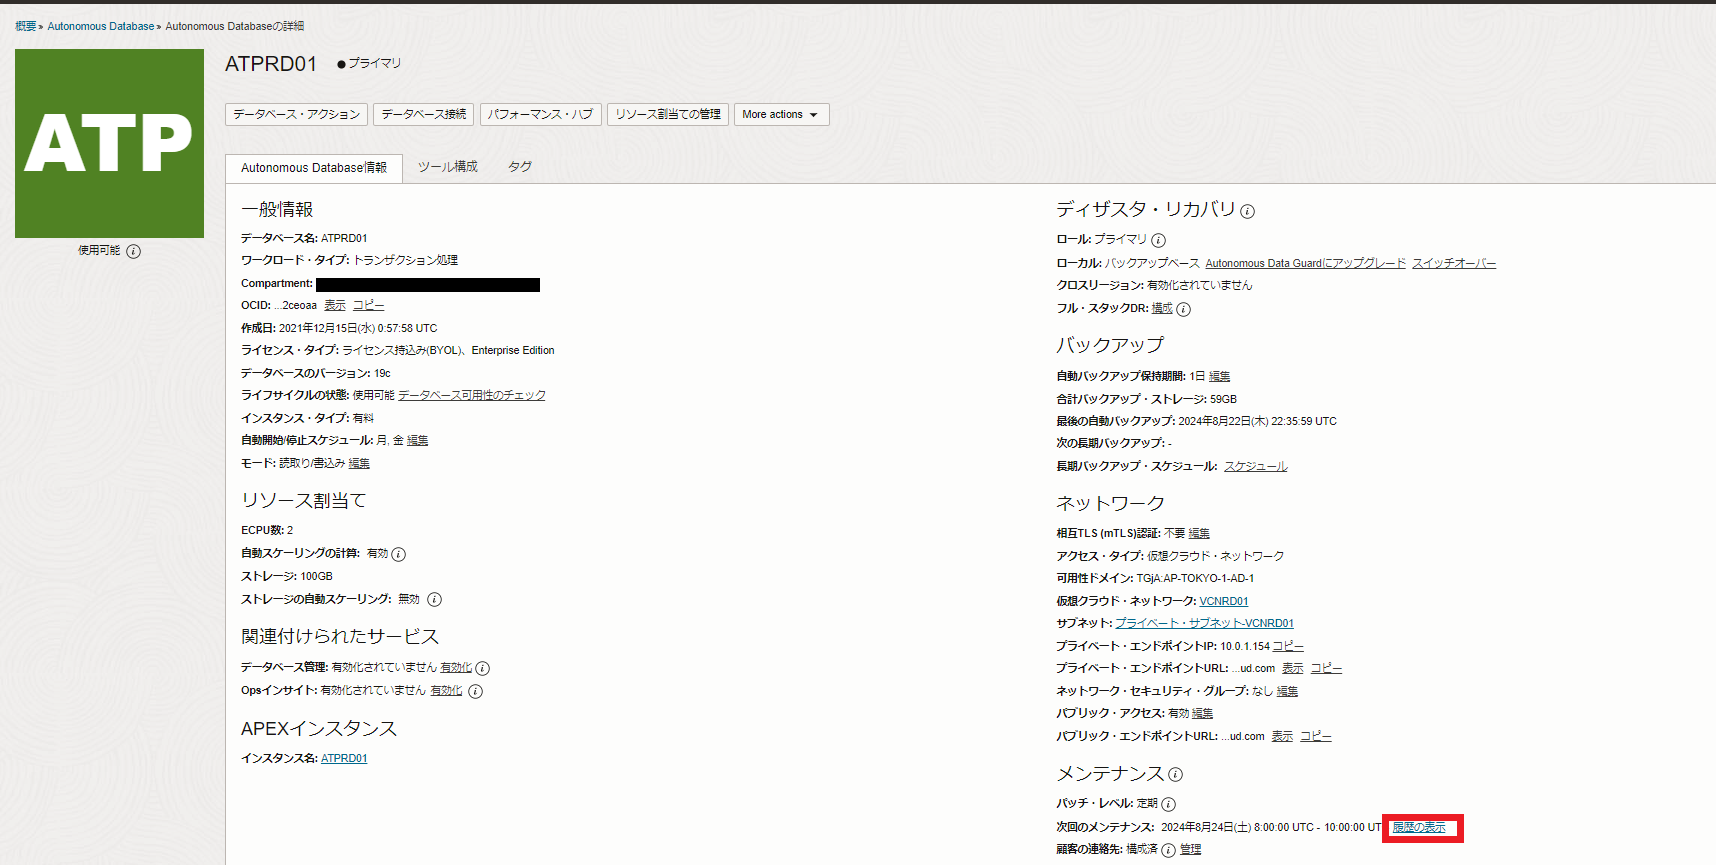 概要 » Autonomous Database » Autonomous Databaseの詳細
ATP
使用可能
ATPRD01 ● プライマリ
データベース・アクション データベース接続 パフォーマンス・ハブ リソース割当ての管理 More actions
Autonomous Database情報 ツール構成 タグ
一般情報
データベース名: ATPRD01
ワークロード・タイプ: トランザクション処理
Compartment:
OCID: ...2ceoaa 表示 コピー
作成日: 2021年12月15日(水) 0:57:58 UTC
ライセンス・タイプ: ライセンス持込み(BYOL)、Enterprise Edition
データベースのバージョン: 19c
ライフサイクルの状態: 使用可能 データベース可用性のチェック
インスタンス・タイプ: 有料
自動開始/停止スケジュール: 月, 金 編集
モード: 読取り/書込み 編集
リソース割当て
ECPU数: 2
自動スケーリングの計算: 有効
ストレージ: 100GB
ストレージの自動スケーリング: 無効
関連付けられたサービス
データベース管理: 有効化されていません 有効化
Opsインサイト: 有効化されていません 有効化
APEXインスタンス
インスタンス名: ATPRD01
ディザスタ・リカバリ
ロール: プライマリ
ローカル: バックアップベース Autonomous Data Guardにアップグレード スイッチオーバー
クロスリージョン: 有効化されていません
フル・スタックDR: 構成
バックアップ
自動バックアップ保持期間: 1日 編集
合計バックアップ・ストレージ: 59GB
最後の自動バックアップ: 2024年8月22日(木) 22:35:59 UTC
次の長期バックアップ: -
長期バックアップ・スケジュール: スケジュール
ネットワーク
相互TLS (mTLS)認証: 不要 編集
アクセス・タイプ: 仮想クラウド・ネットワーク
可用性ドメイン: TGjA:AP-TOKYO-1-AD-1
仮想クラウド・ネットワーク: VCNRD01
サブネット: プライベート・サブネット-VCNRD01
プライベート・エンドポイントIP: 10.0.1.154 コピー
プライベート・エンドポイントURL: ...ud.com 表示 コピー
ネットワーク・セキュリティ・グループ: なし 編集
パブリック・アクセス: 有効 編集
パブリック・エンドポイントURL: ...ud.com 表示 コピー
メンテナンス
パッチ・レベル: 定期
次回のメンテナンス: 2024年8月24日(土) 8:00:00 UTC - 10:00:00 UT 履歴の表示
顧客の連絡先: 構成済 管理